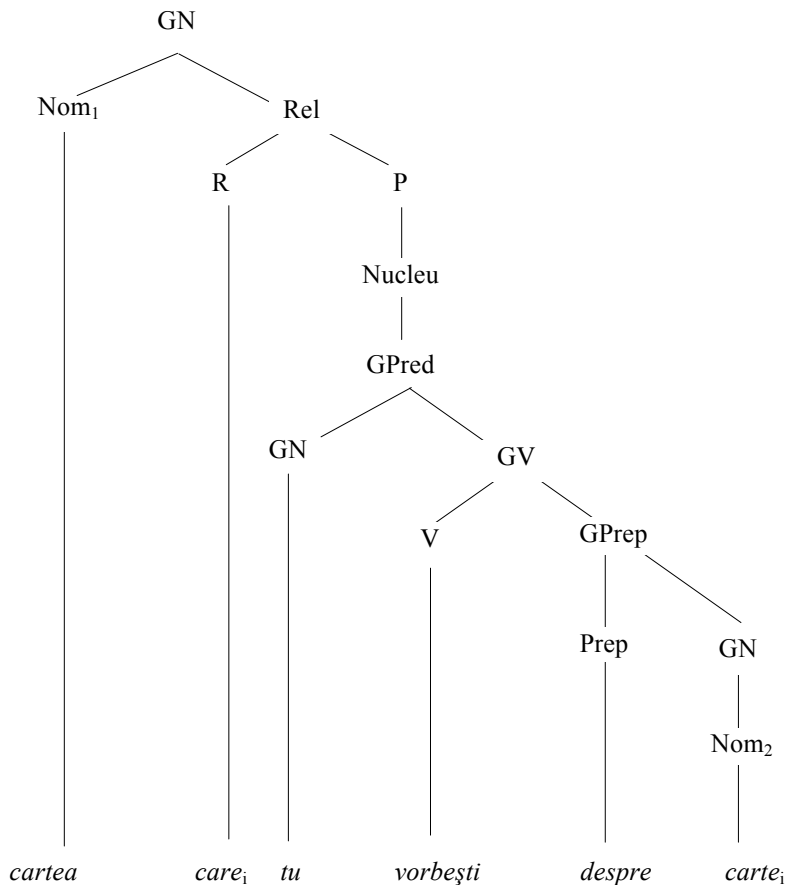 GN
Nom₁ Rel
R P
Nucleu
GPred
GN GV
V GPrep
Prep GN
Nom₂
cartea careᵢ tu vorbeşti despre carteᵢ